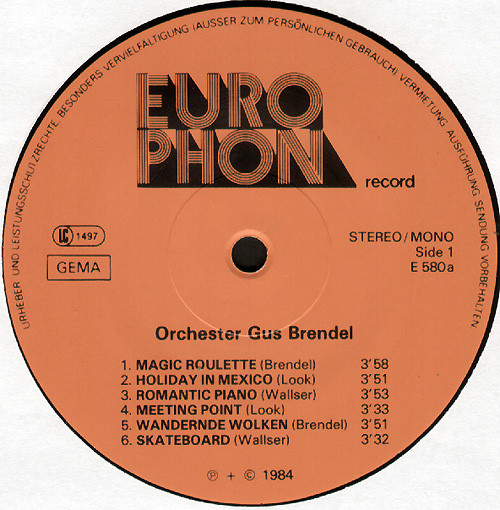 URHEBER UND LEISTUNGSSCHUTZRECHTE, BESONDERS VERVIELFÄLTIGUNG (AUSSER ZUM PERSÖNLICHEN GEBRAUCH) VERMIETUNG, AUSFÜHRUNG, SENDUNG VORBEHALTEN
EURO
PHON
record
LC 1497
GEMA
STEREO/MONO
Side 1
E 580a
Orchester Gus Brendel
1. MAGIC ROULETTE (Brendel) 3'58
2. HOLIDAY IN MEXICO (Look) 3'51
3. ROMANTIC PIANO (Wallser) 3'53
4. MEETING POINT (Look) 3'33
5. WANDERNDE WOLKEN (Brendel) 3'51
6. SKATEBOARD (Wallser) 3'32
℗ + © 1984